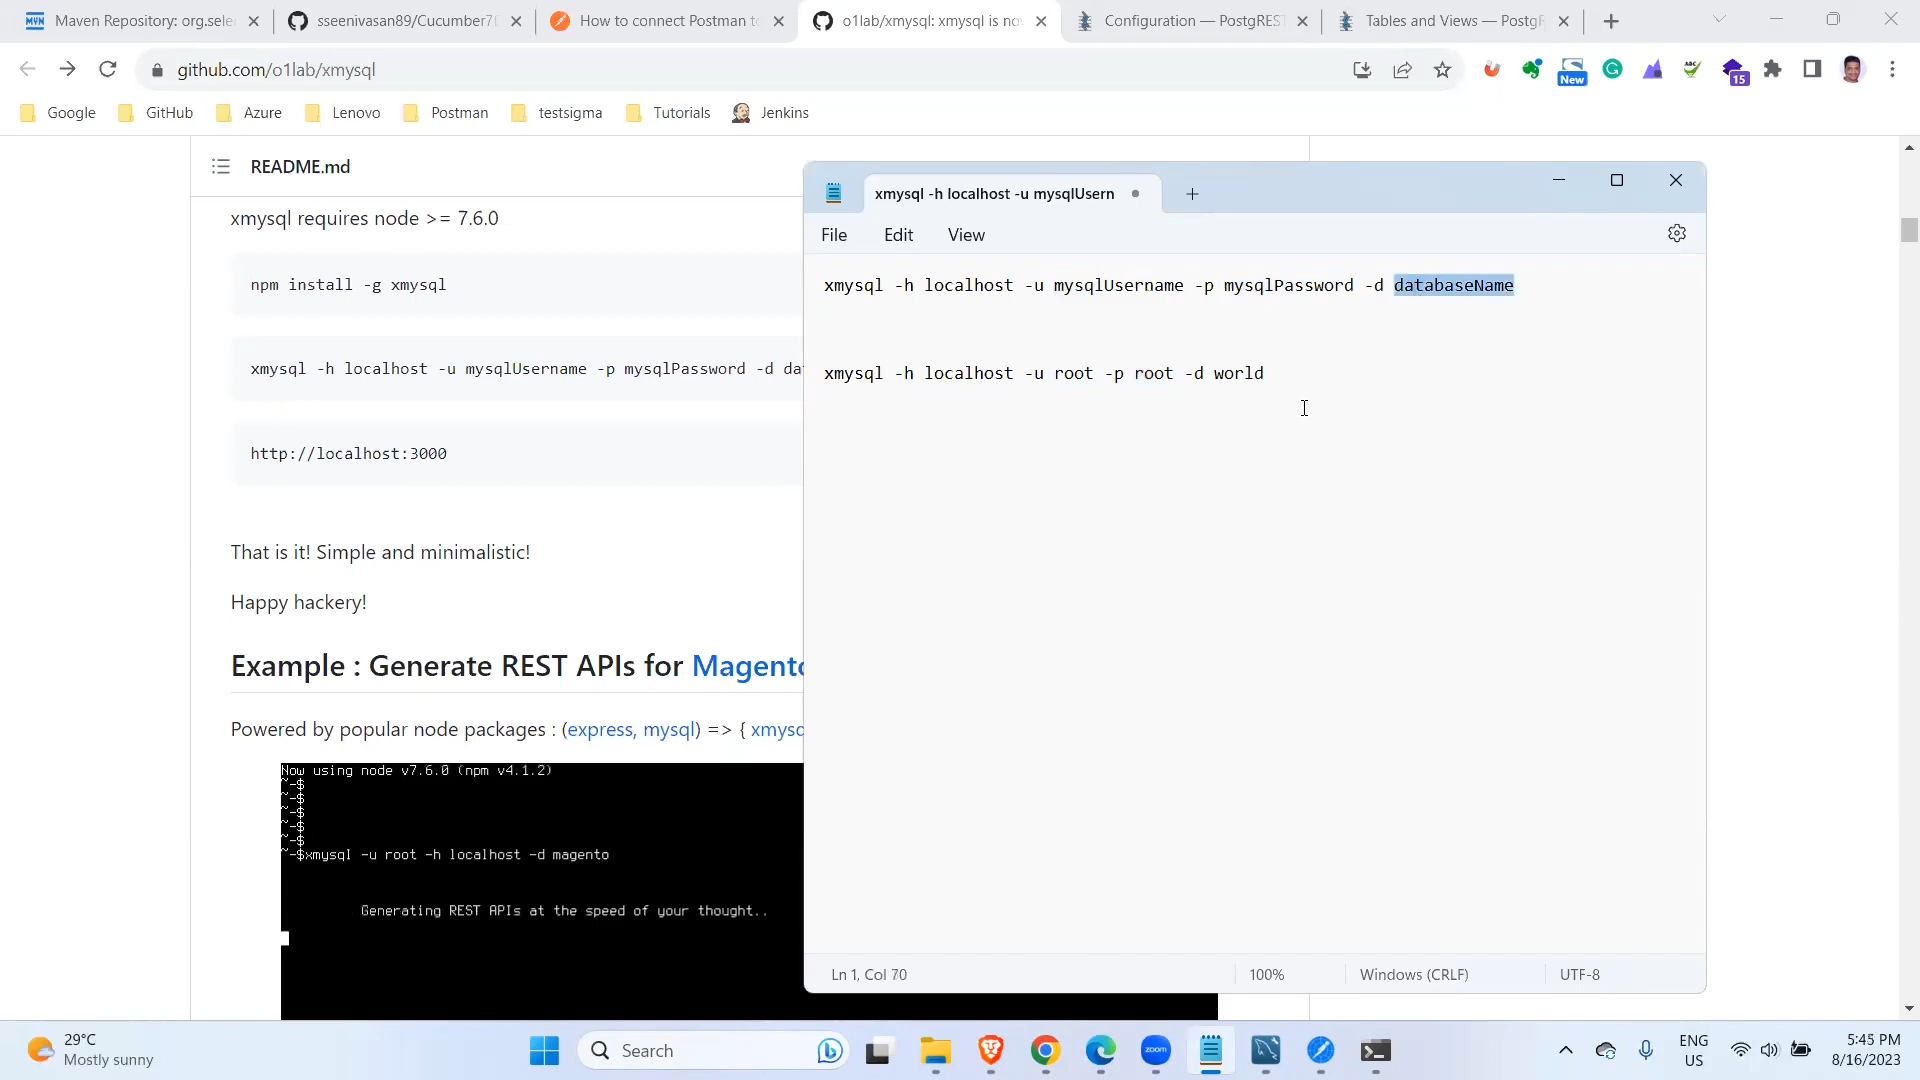 Maven Repository: org.sele
sseenivasan89/Cucumber7
How to connect Postman to
o1lab/xmysql: xmysql is no
Configuration — PostgREST
Tables and Views — Postg
github.com/o1lab/xmysql
New
15
Google
GitHub
Azure
Lenovo
Postman
testsigma
Tutorials
Jenkins
README.md
xmysql requires node >= 7.6.0
npm install -g xmysql
xmysql -h localhost -u mysqlUsername -p mysqlPassword -d da
http://localhost:3000
That is it! Simple and minimalistic!
Happy hackery!
Example : Generate REST APIs for Magento
Powered by popular node packages : (express, mysql) => { xmysq
Now using node v7.6.0 (npm v4.1.2)
~-$
~-$
~-$
~-$
~-$
~-$xmysql -u root -h localhost -d magento
Generating REST APIs at the speed of your thought..
xmysql -h localhost -u mysqlUsern
File
Edit
View
xmysql -h localhost -u mysqlUsername -p mysqlPassword -d databaseName
xmysql -h localhost -u root -p root -d world
Ln 1, Col 70
100%
Windows (CRLF)
UTF-8
29°C
Mostly sunny
Search
zoom
ENG
US
5:45 PM
8/16/2023